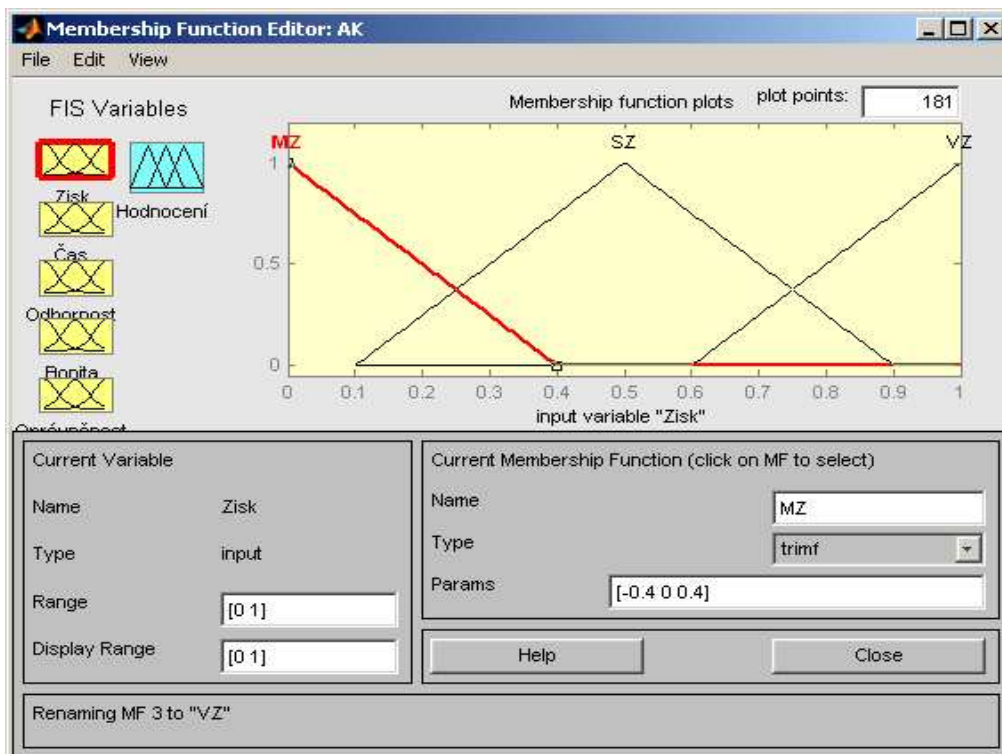 Membership Function Editor: AK
File Edit View
FIS Variables
Membership function plots plot points: 181
MZ SZ VZ
Zisk
Hodnocení
Čas
Odbornost
Bonita
1
0.5
0
0 0.1 0.2 0.3 0.4 0.5 0.6 0.7 0.8 0.9 1
input variable "Zisk"
Current Variable
Name Zisk
Type input
Range [0 1]
Display Range [0 1]
Current Membership Function (click on MF to select)
Name MZ
Type trimf
Params [-0.4 0 0.4]
Help Close
Renaming MF 3 to "VZ"